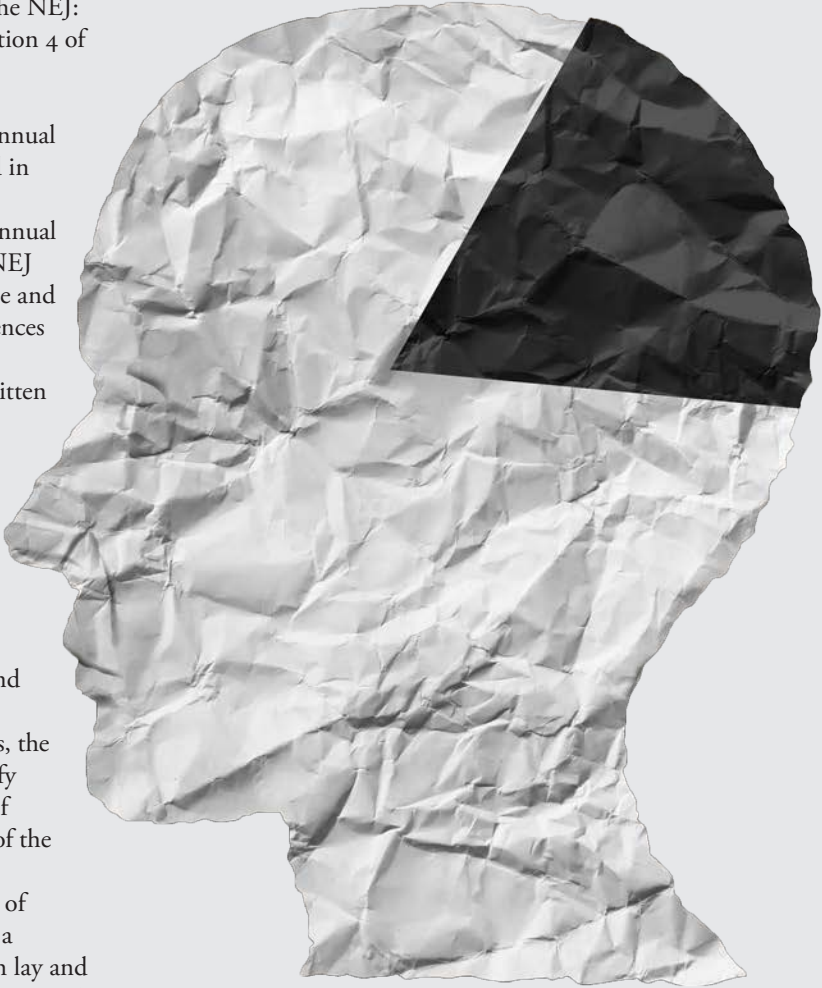 he NEJ:
tion 4 of
nnual
in
nnual
NEJ
e and
ences
itten
nd
s, the
fy
f
of the
of
a
n lay and